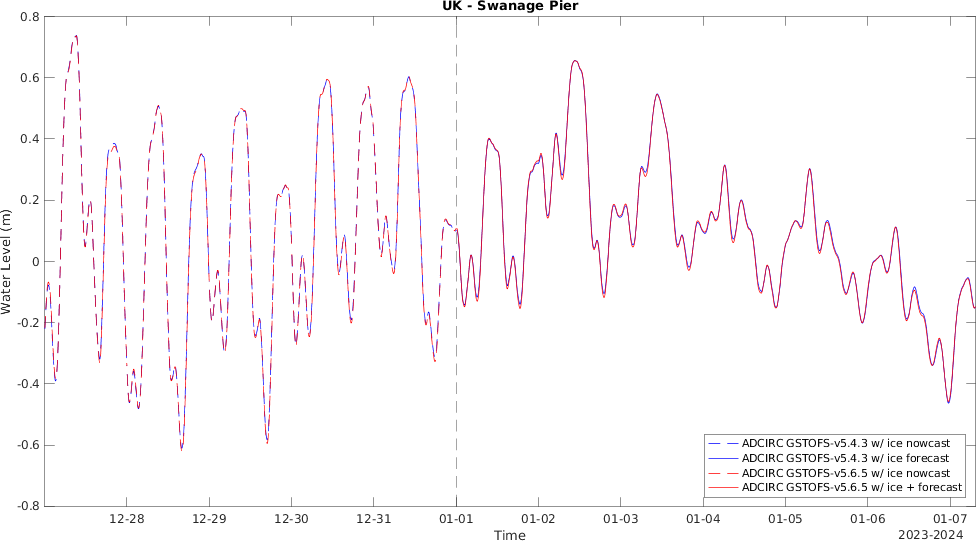 UK - Swanage Pier
Water Level (m)
0.8
0.6
0.4
0.2
0
-0.2
-0.4
-0.6
-0.8
12-28 12-29 12-30 12-31 01-01 01-02 01-03 01-04 01-05 01-06 01-07
Time
2023-2024
ADCIRC GSTOFS-v5.4.3 w/ ice nowcast
ADCIRC GSTOFS-v5.4.3 w/ ice forecast
ADCIRC GSTOFS-v5.6.5 w/ ice nowcast
ADCIRC GSTOFS-v5.6.5 w/ ice + forecast